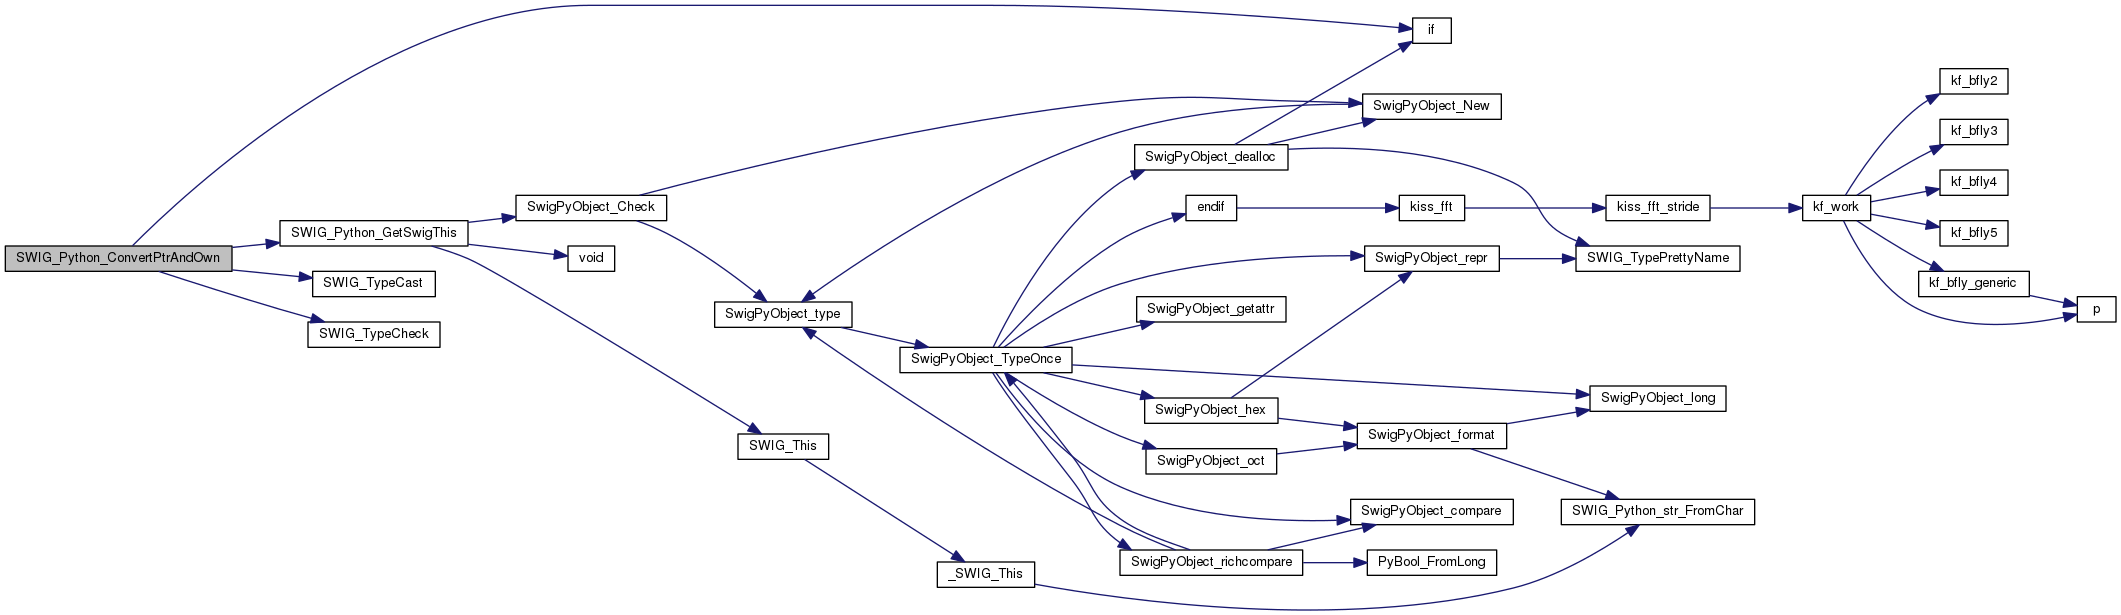 if
kf_bfly2
SwigPyObject_New
kf_bfly3
SwigPyObject_dealloc
kf_bfly4
SwigPyObject_Check
endif
kiss_fft
kiss_fft_stride
kf_work
SWIG_Python_GetSwigThis
kf_bfly5
SWIG_Python_ConvertPtrAndOwn
void
SwigPyObject_repr
SWIG_TypePrettyName
SWIG_TypeCast
kf_bfly_generic
SwigPyObject_type
SwigPyObject_getattr
p
SWIG_TypeCheck
SwigPyObject_TypeOnce
SwigPyObject_long
SwigPyObject_hex
SwigPyObject_format
SWIG_This
SwigPyObject_oct
SwigPyObject_compare
SWIG_Python_str_FromChar
SwigPyObject_richcompare
PyBool_FromLong
_SWIG_This